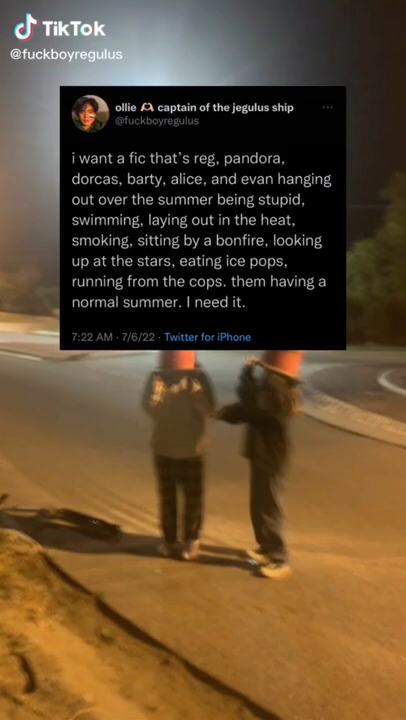 TikTok
@fuckboyregulus
ollie 🫶 captain of the jegulus ship
@fuckboyregulus
i want a fic that's reg, pandora,
dorcas, barty, alice, and evan hanging
out over the summer being stupid,
swimming, laying out in the heat,
smoking, sitting by a bonfire, looking
up at the stars, eating ice pops,
running from the cops. them having a
normal summer. I need it.
7:22 AM · 7/6/22 · Twitter for iPhone